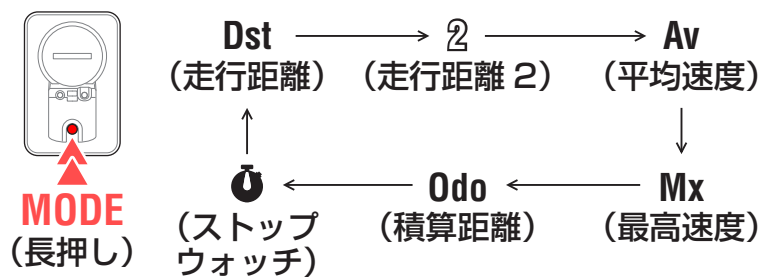 Dst
2
Av
(走行距離)
(走行距離 2)
(平均速度)
MODE
(長押し)
Odo
Mx
(ストップ
ウォッチ)
(積算距離)
(最高速度)